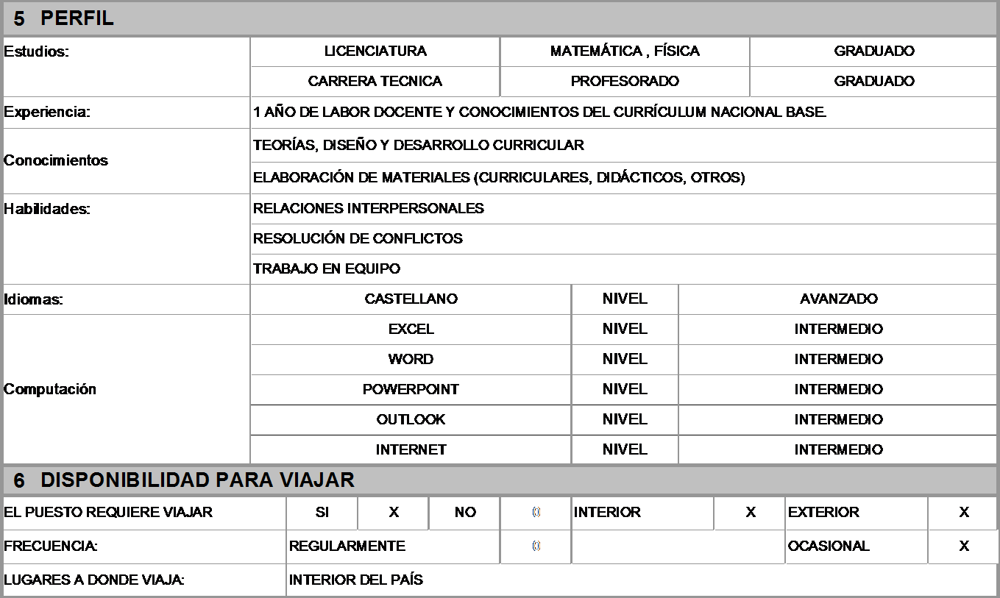 5 PERFIL
Estudios: LICENCIATURA MATEMÁTICA , FÍSICA GRADUADO
CARRERA TECNICA PROFESORADO GRADUADO
Experiencia: 1 AÑO DE LABOR DOCENTE Y CONOCIMIENTOS DEL CURRÍCULUM NACIONAL BASE.
Conocimientos TEORÍAS, DISEÑO Y DESARROLLO CURRICULAR
ELABORACIÓN DE MATERIALES (CURRICULARES, DIDÁCTICOS, OTROS)
Habilidades: RELACIONES INTERPERSONALES
RESOLUCIÓN DE CONFLICTOS
TRABAJO EN EQUIPO
Idiomas: CASTELLANO NIVEL AVANZADO
Computación EXCEL NIVEL INTERMEDIO
WORD NIVEL INTERMEDIO
POWERPOINT NIVEL INTERMEDIO
OUTLOOK NIVEL INTERMEDIO
INTERNET NIVEL INTERMEDIO
6 DISPONIBILIDAD PARA VIAJAR
EL PUESTO REQUIERE VIAJAR SI X NO 0 INTERIOR X EXTERIOR X
FRECUENCIA: REGULARMENTE 0 OCASIONAL X
LUGARES A DONDE VIAJA: INTERIOR DEL PAÍS